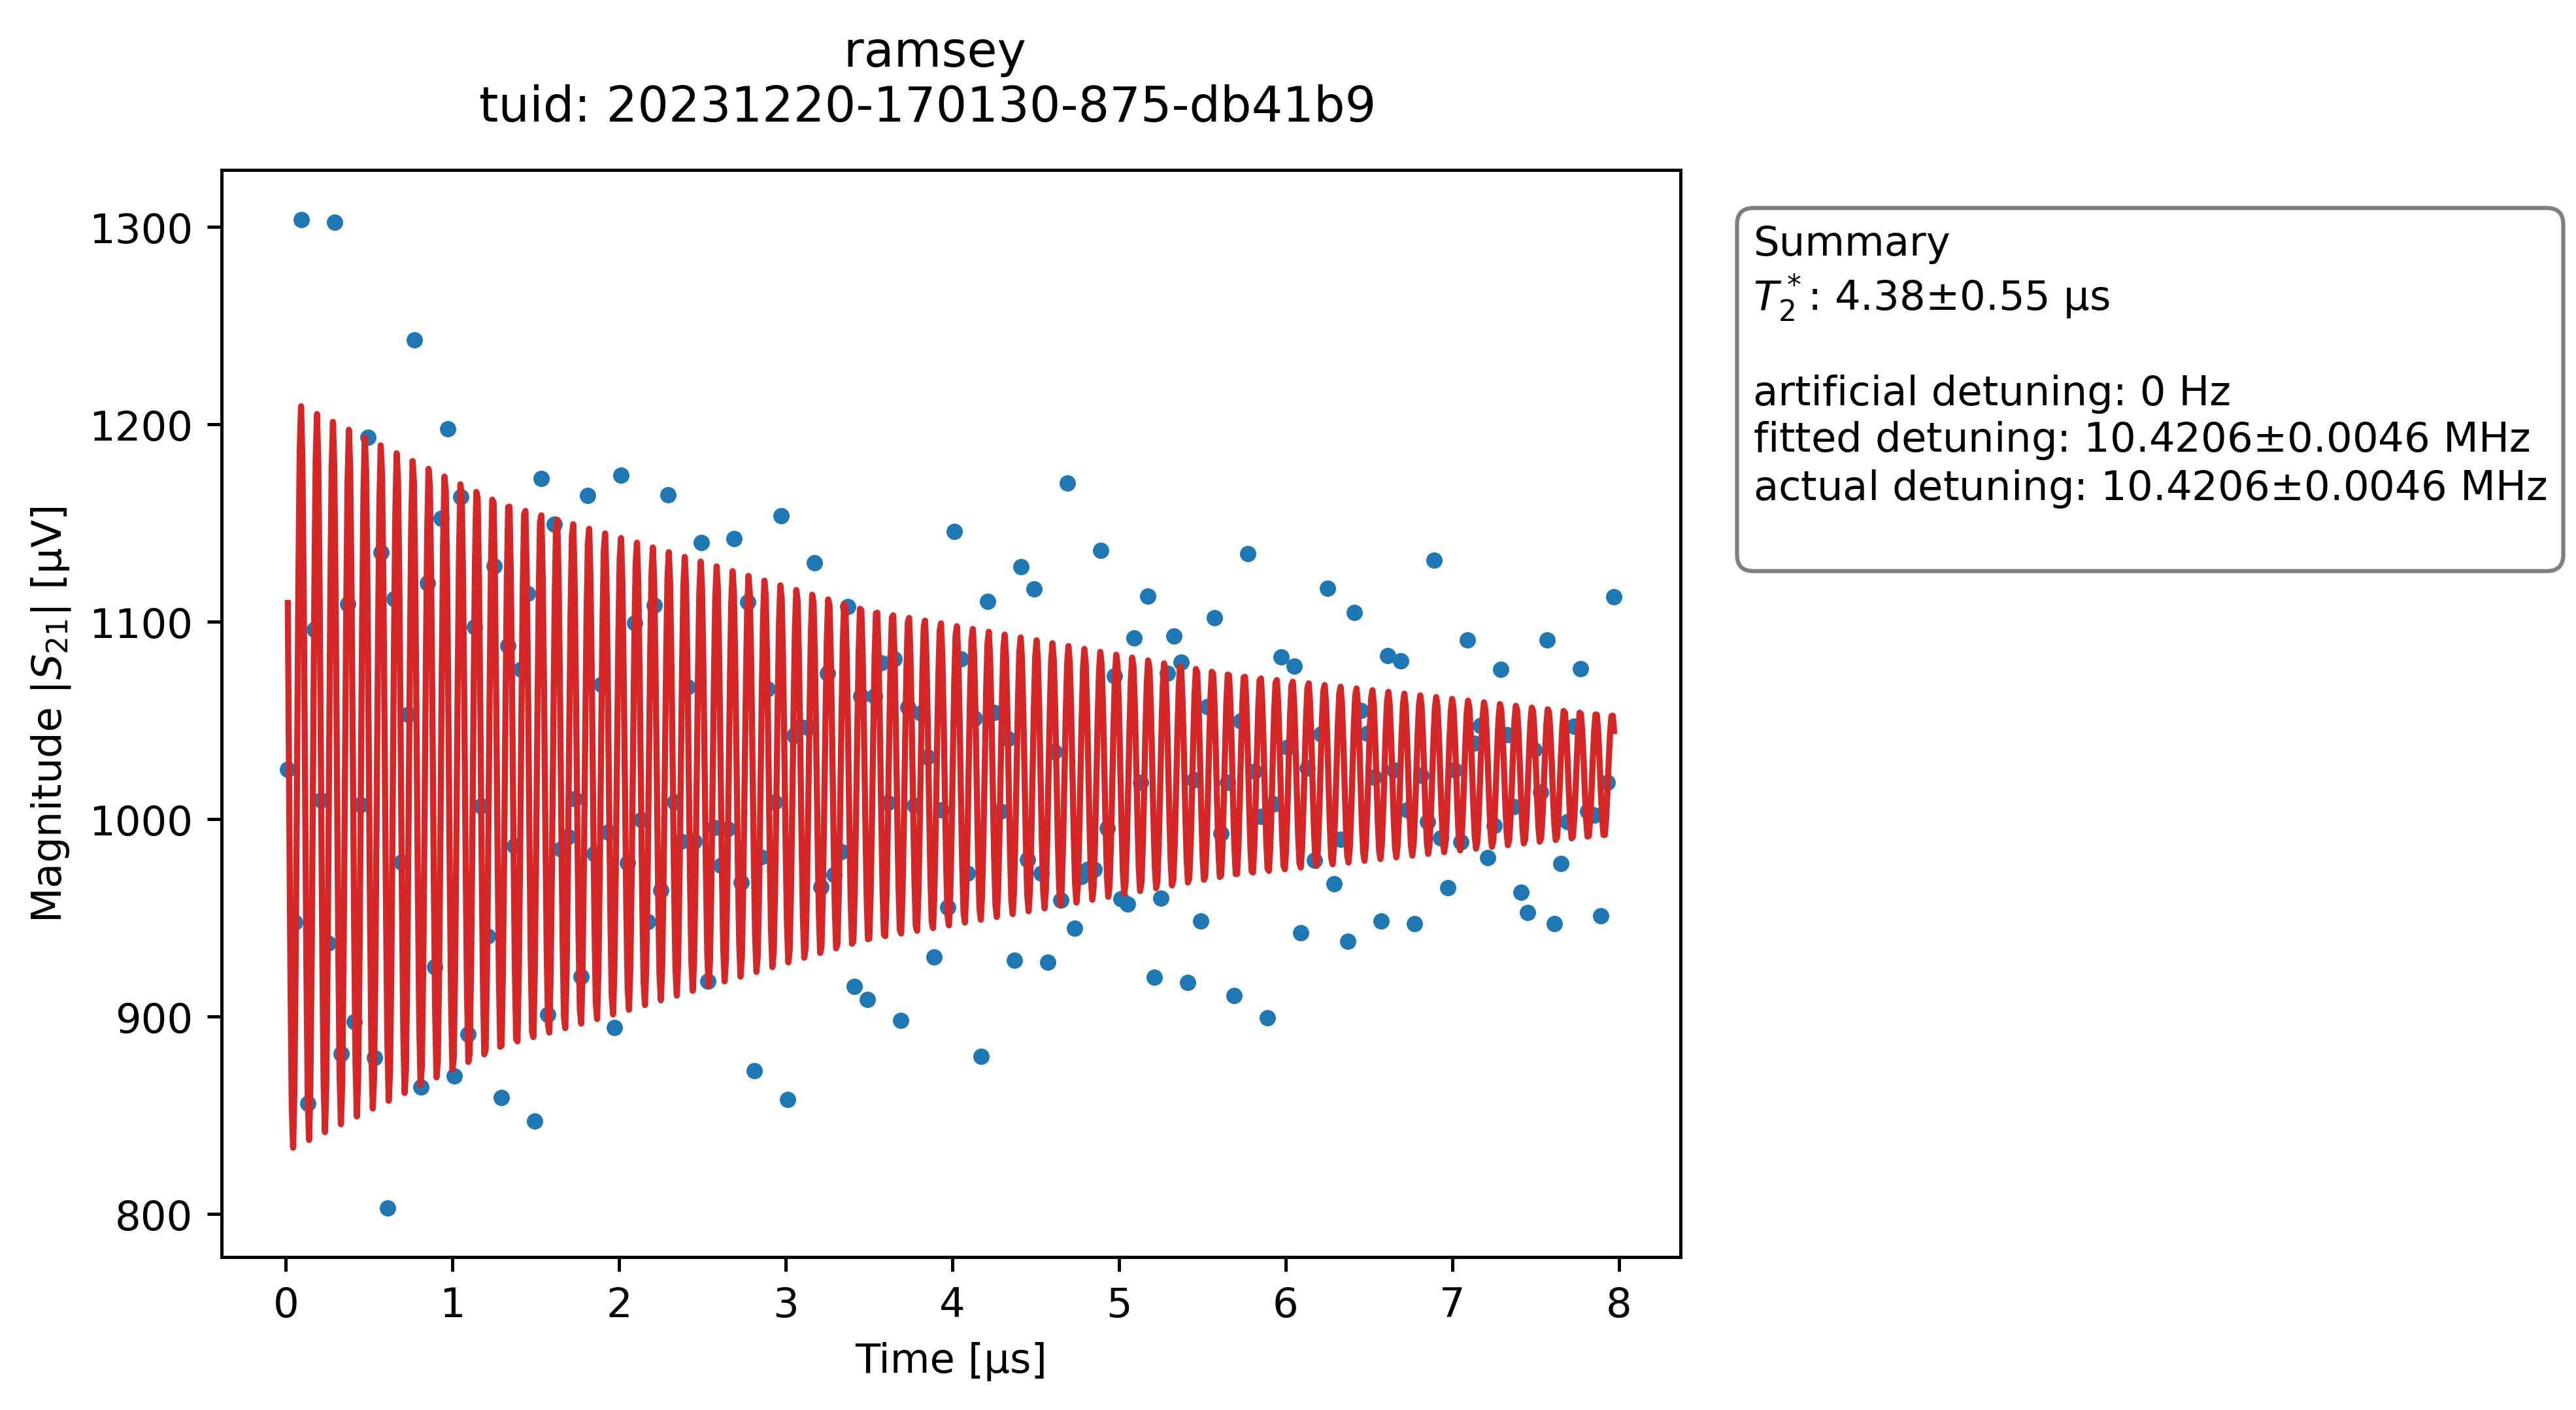 ramsey
tuid: 20231220-170130-875-db41b9
Magnitude |S21| [µV]
1300
1200
1100
1000
900
800
0 1 2 3 4 5 6 7 8
Time [µs]
Summary
T2*: 4.38±0.55 µs
artificial detuning: 0 Hz
fitted detuning: 10.4206±0.0046 MHz
actual detuning: 10.4206±0.0046 MHz